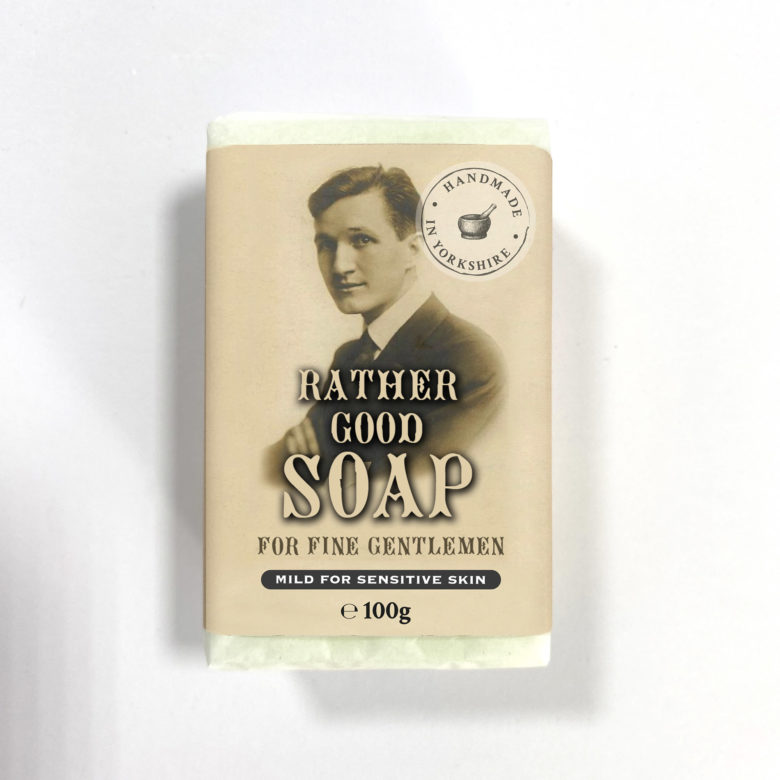 HANDMADE
IN YORKSHIRE
RATHER
GOOD
SOAP
FOR FINE GENTLEMEN
MILD FOR SENSITIVE SKIN
℮ 100g